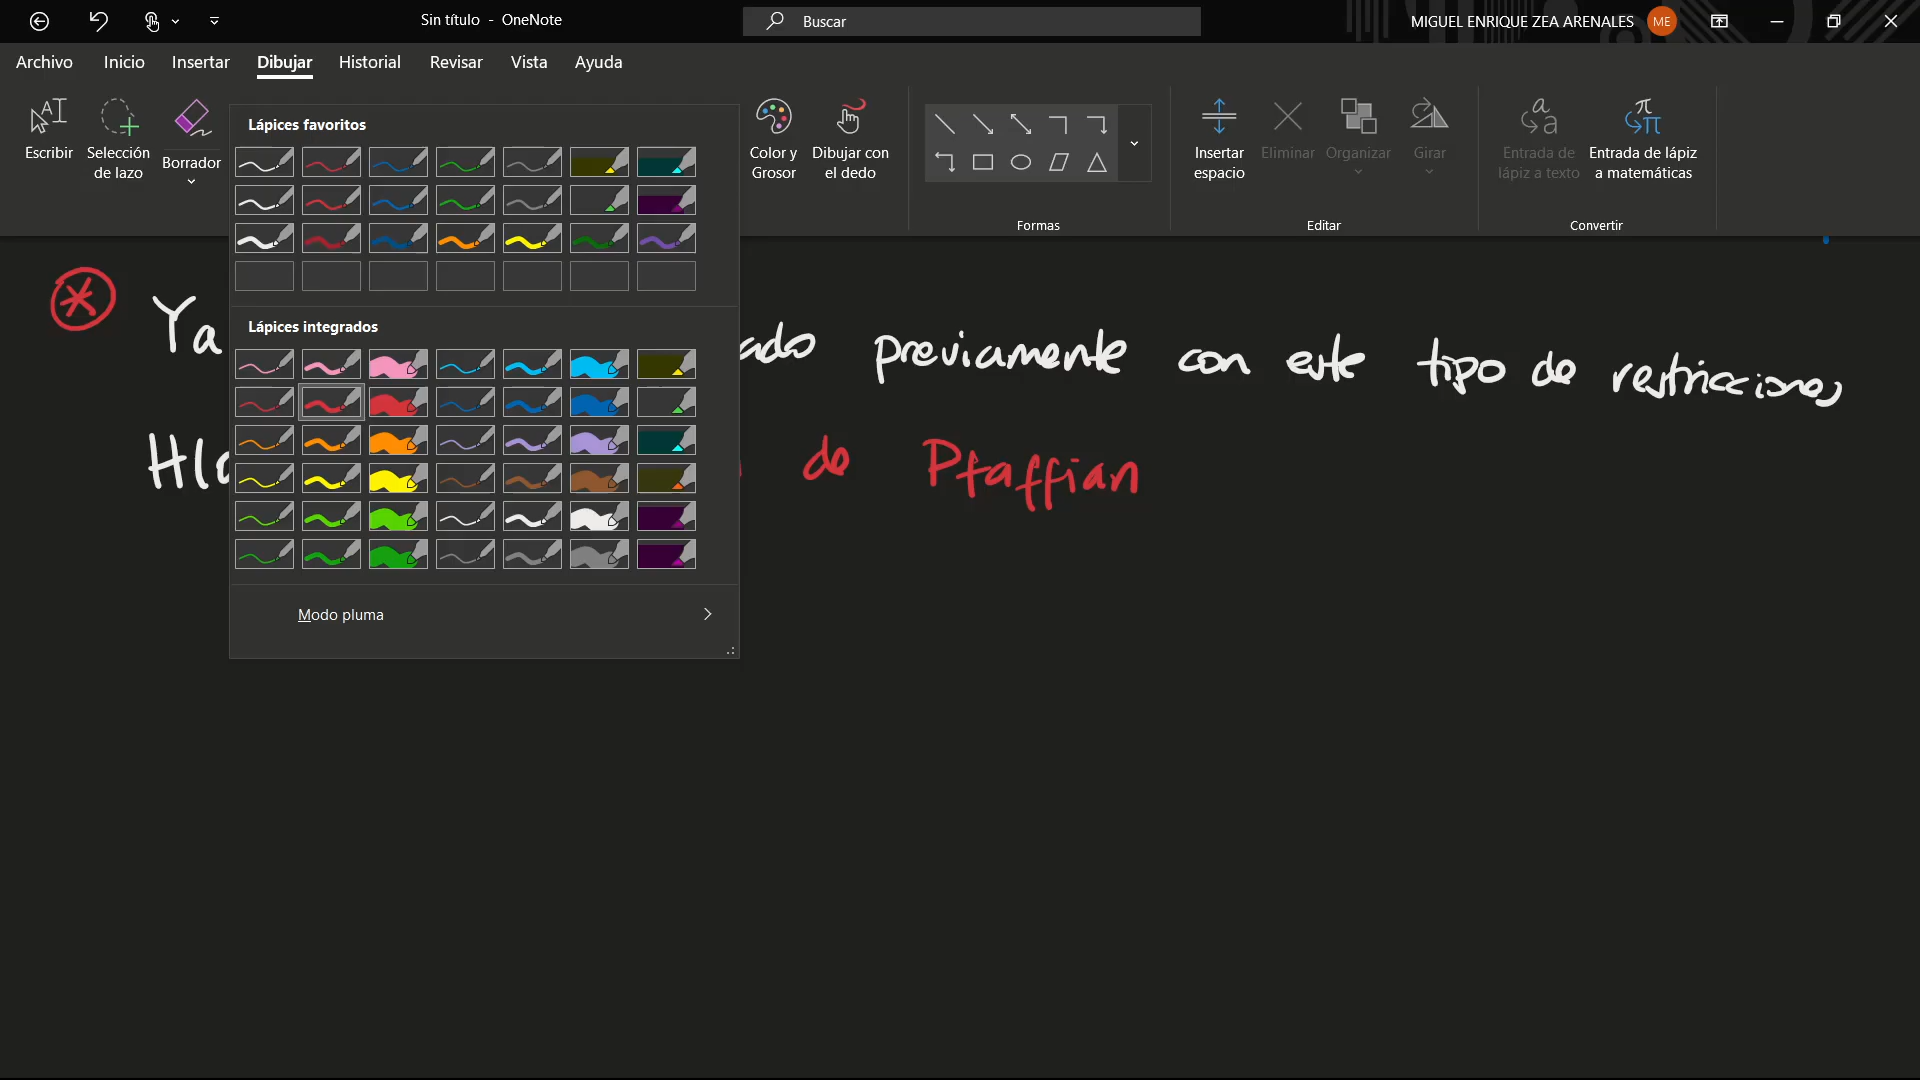 Sin título - OneNote
Buscar
MIGUEL ENRIQUE ZEA ARENALES ME
Archivo Inicio Insertar Dibujar Historial Revisar Vista Ayuda
Escribir
Selección de lazo
Borrador
Lápices favoritos
Lápices integrados
Modo pluma
Color y Grosor
Dibujar con el dedo
Formas
Insertar espacio
Eliminar
Organizar
Girar
Editar
Entrada de lápiz a texto
Entrada de lápiz a matemáticas
Convertir
Ya ado previamente con este tipo de restricciones
de Pfaffian